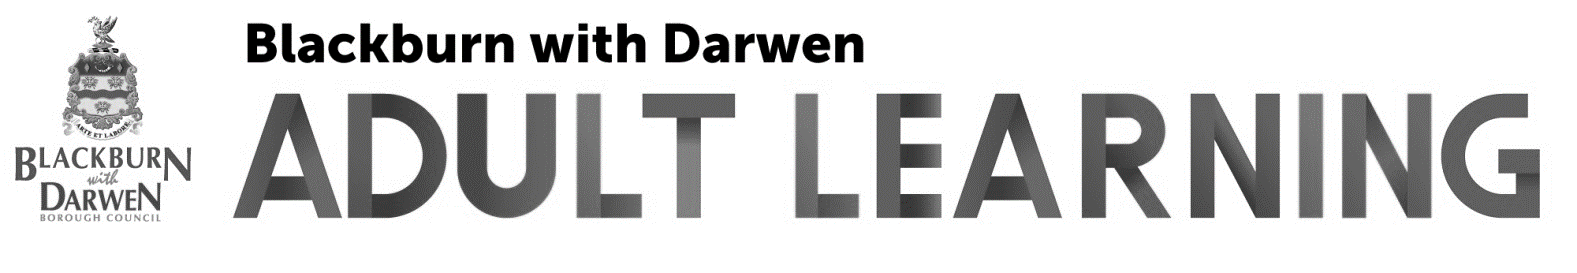 ARTE ET LABORE
BLACKBURN
with
DARWEN
BOROUGH COUNCIL
Blackburn with Darwen
ADULT LEARNING